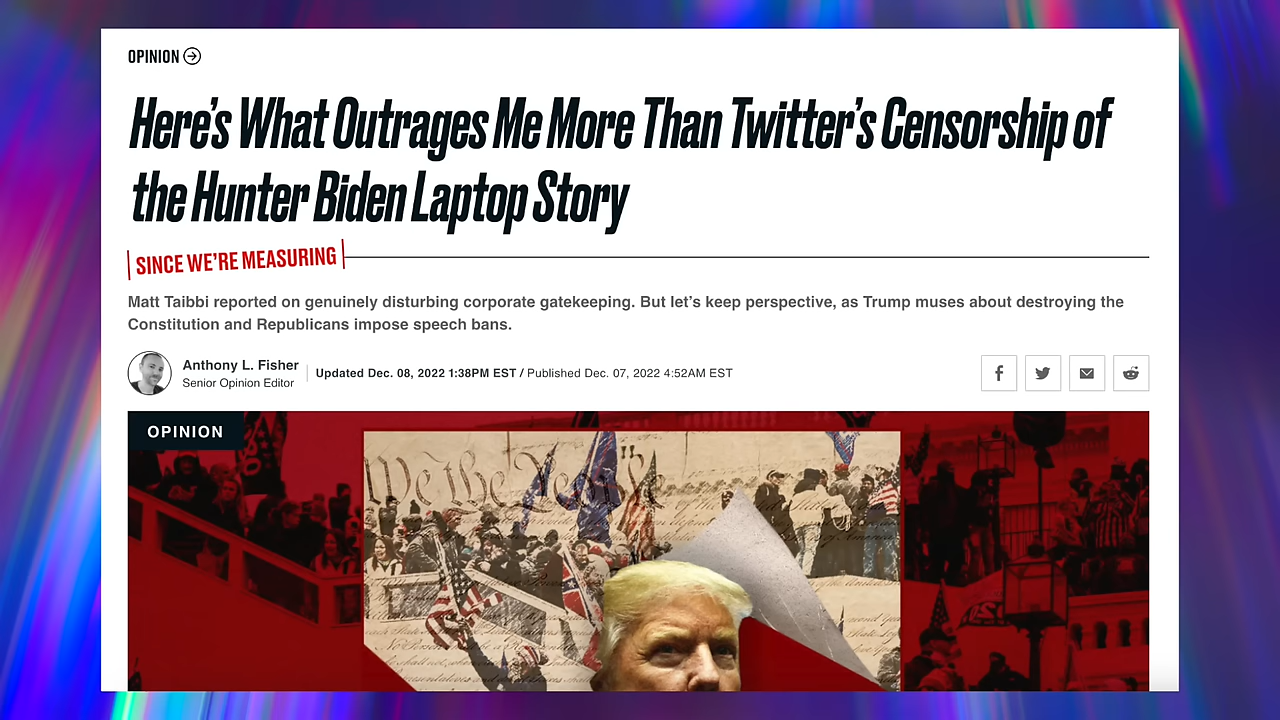 OPINION
Here's What Outrages Me More Than Twitter's Censorship of
the Hunter Biden Laptop Story
SINCE WE'RE MEASURING
Matt Taibbi reported on genuinely disturbing corporate gatekeeping. But let's keep perspective, as Trump muses about destroying the
Constitution and Republicans impose speech bans.
Anthony L. Fisher
Senior Opinion Editor
Updated Dec. 08, 2022 1:38PM EST / Published Dec. 07, 2022 4:52AM EST
OPINION
We the People